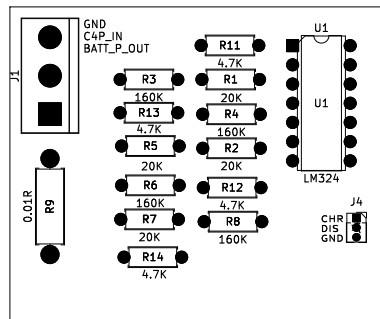 J1
GND
C4P_IN
BATT_P_OUT
R11
4.7K
U1
U1
LM324
R3
160K
R1
20K
R13
4.7K
R4
160K
R5
20K
R2
20K
R6
160K
R12
4.7K
R7
20K
R8
160K
R14
4.7K
0.01R
R9
J4
CHR
DIS
GND